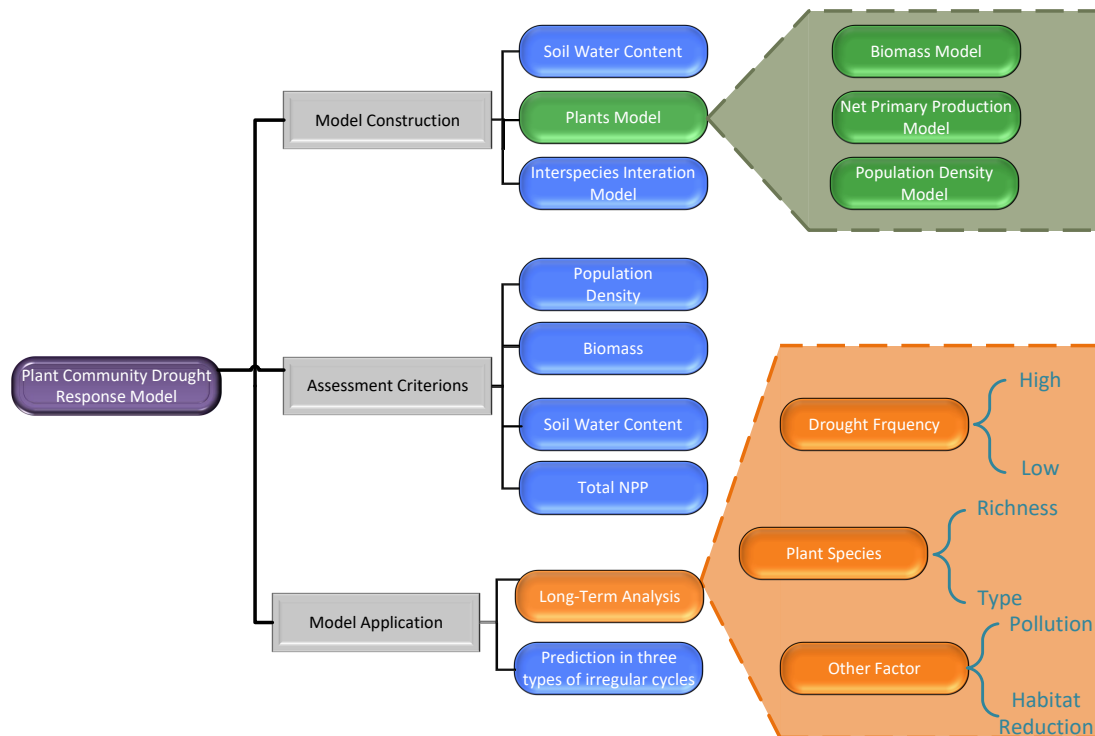 Plant Community Drought
Response Model
Model Construction
Soil Water Content
Plants Model
Interspecies Interation
Model
Biomass Model
Net Primary Production
Model
Population Density
Model
Assessment Criterions
Population
Density
Biomass
Soil Water Content
Total NPP
Model Application
Long-Term Analysis
Prediction in three
types of irregular cycles
Drought Frquency
High
Low
Plant Species
Richness
Type
Other Factor
Pollution
Habitat
Reduction